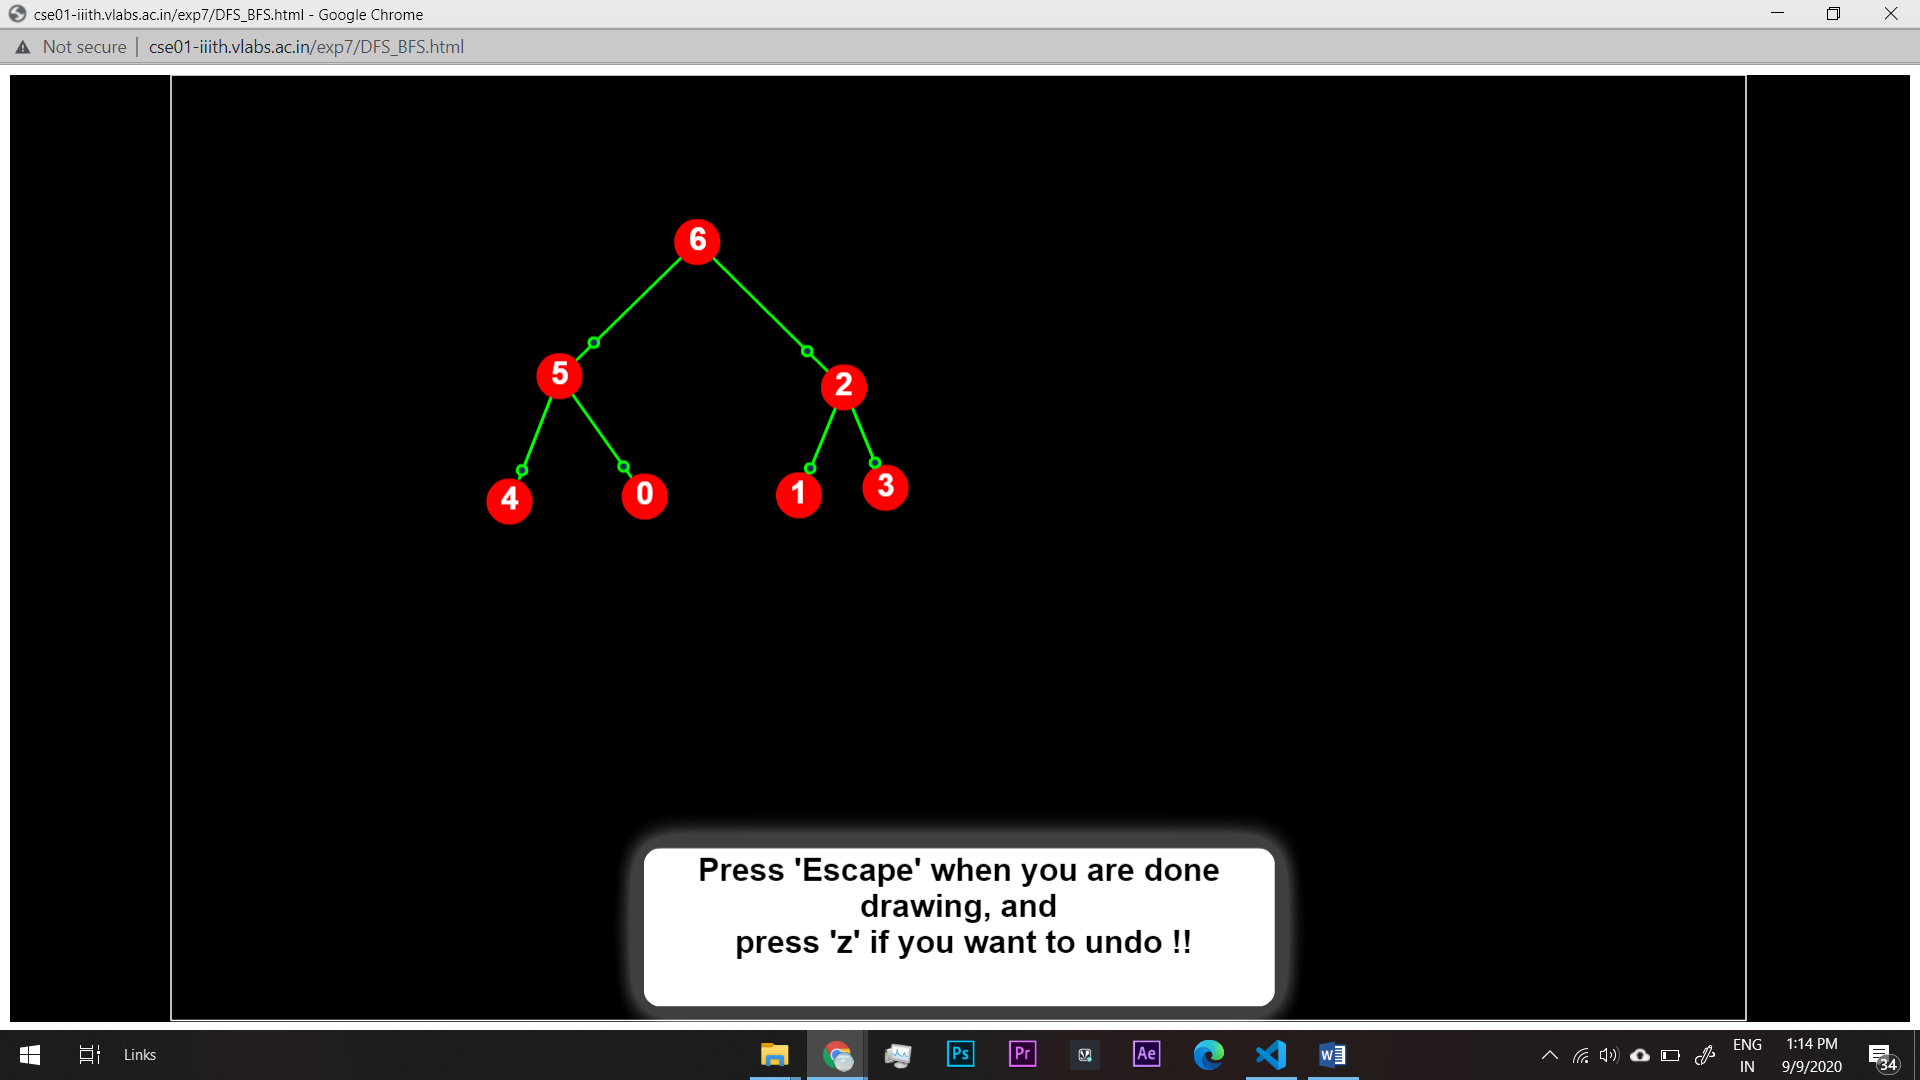 cse01-iiith.vlabs.ac.in/exp7/DFS_BFS.html - Google Chrome
Not secure | cse01-iiith.vlabs.ac.in/exp7/DFS_BFS.html
6
5
2
4
0
1
3
Press 'Escape' when you are done
drawing, and
press 'z' if you want to undo !!
Links
Ps
Pr
Ae
W
ENG
IN
1:14 PM
9/9/2020
34